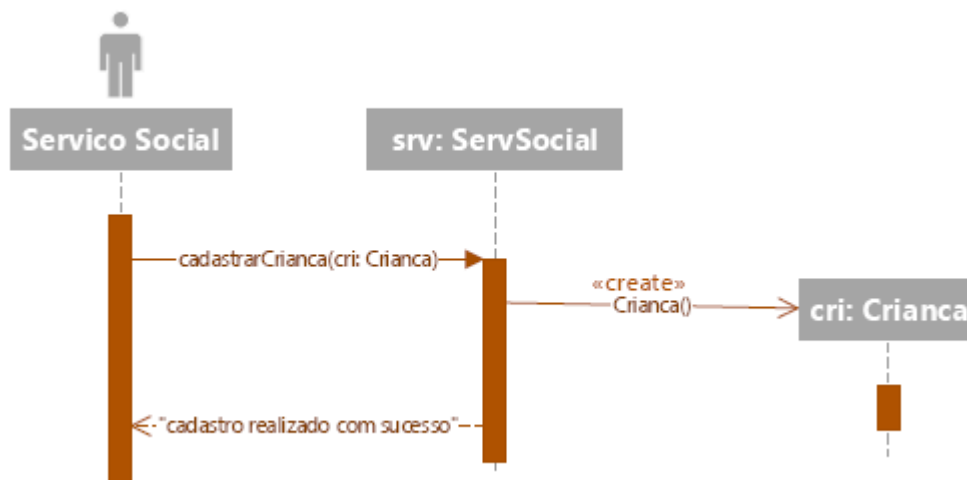 Servico Social
srv: ServSocial
cadastrarCrianca(cri: Crianca)
«create»
Crianca()
cri: Crianca
"cadastro realizado com sucesso"